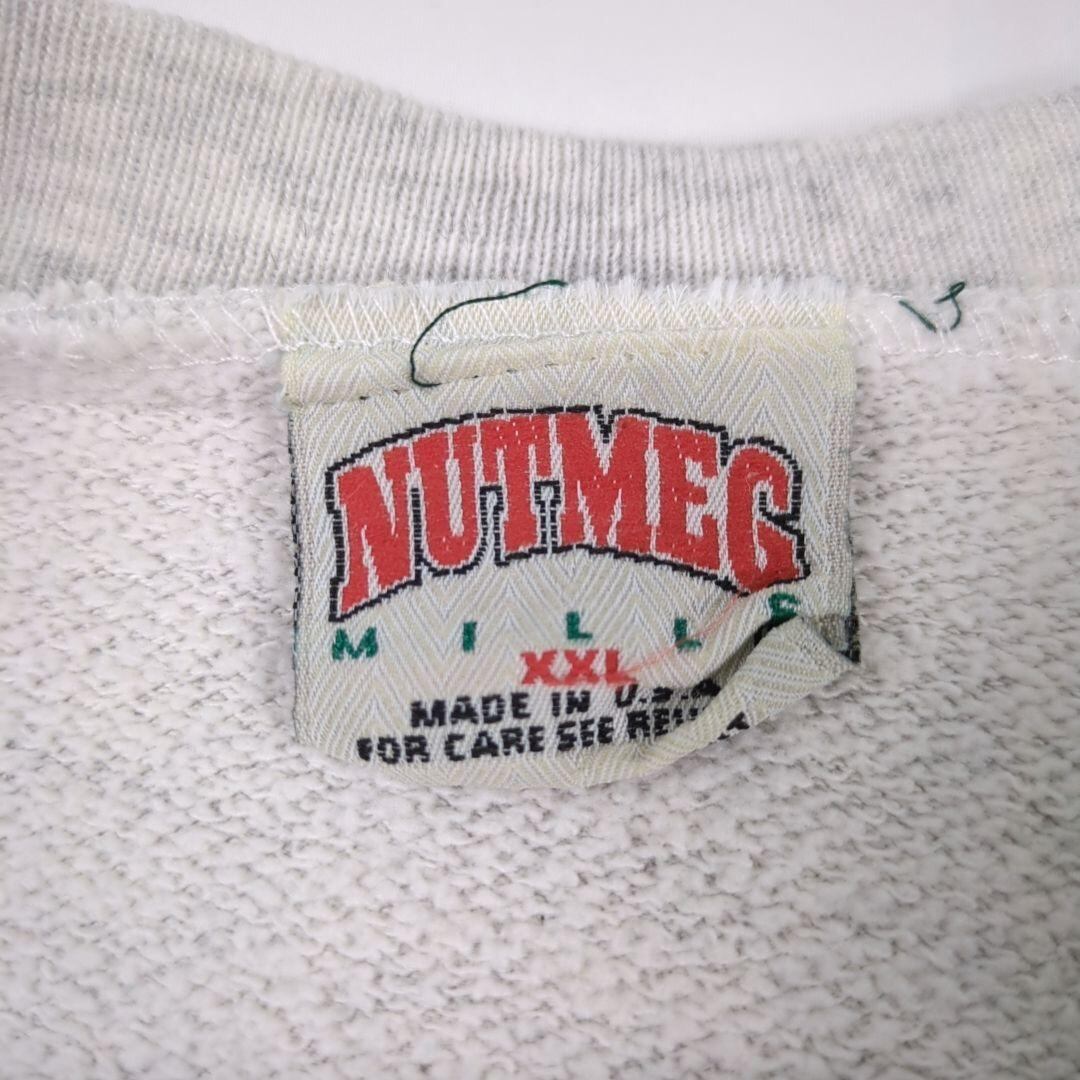 NUTMEG
MILLS
XXL
MADE IN U.S.A
FOR CARE SEE